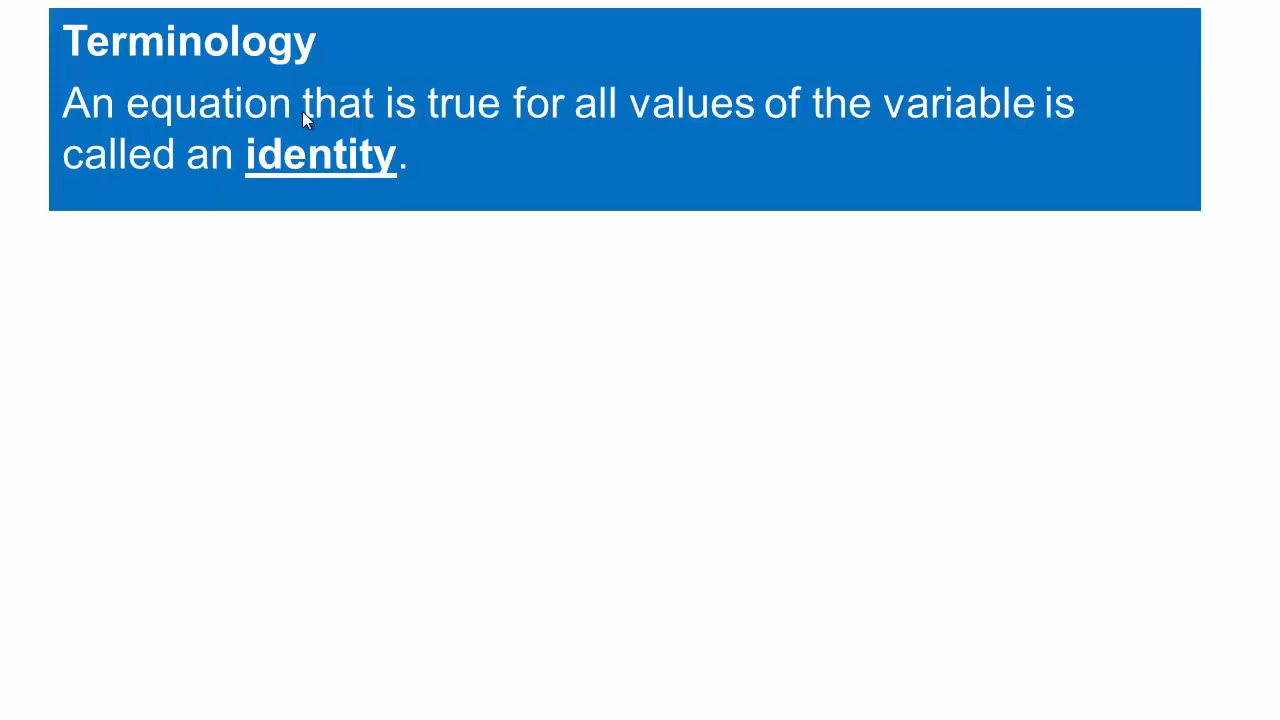 Terminology
An equation that is true for all values of the variable is
called an identity.